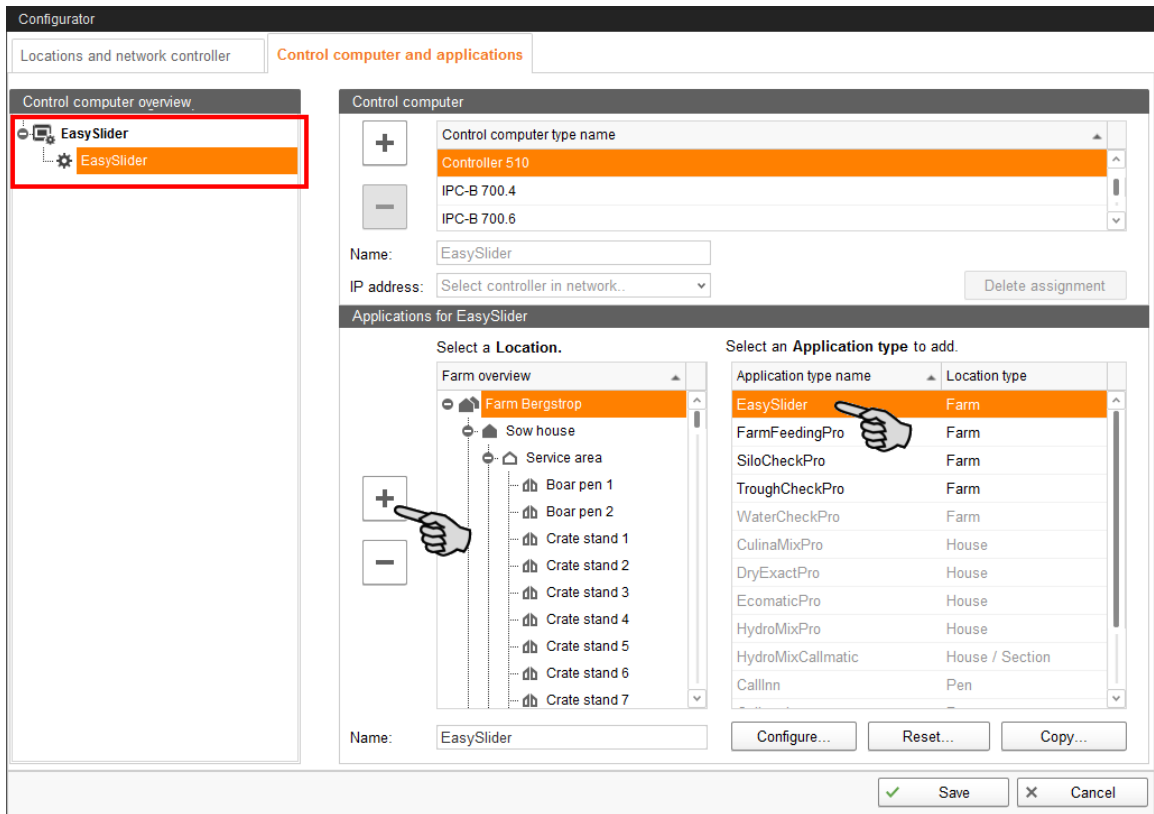 Configurator
Locations and network controller
Control computer and applications
Control computer overview
EasySlider
EasySlider
Control computer
Control computer type name
Controller 510
IPC-B 700.4
IPC-B 700.6
Name:
EasySlider
IP address:
Select controller in network..
Delete assignment
Applications for EasySlider
Select a Location.
Farm overview
Farm Bergstrop
Sow house
Service area
Boar pen 1
Boar pen 2
Crate stand 1
Crate stand 2
Crate stand 3
Crate stand 4
Crate stand 5
Crate stand 6
Crate stand 7
Select an Application type to add.
Application type name Location type
EasySlider Farm
FarmFeedingPro Farm
SiloCheckPro Farm
TroughCheckPro Farm
WaterCheckPro Farm
CulinaMixPro House
DryExactPro House
EcomaticPro House
HydroMixPro House
HydroMixCallmatic House / Section
CallInn Pen
Name:
EasySlider
Configure...
Reset...
Copy...
Save
Cancel